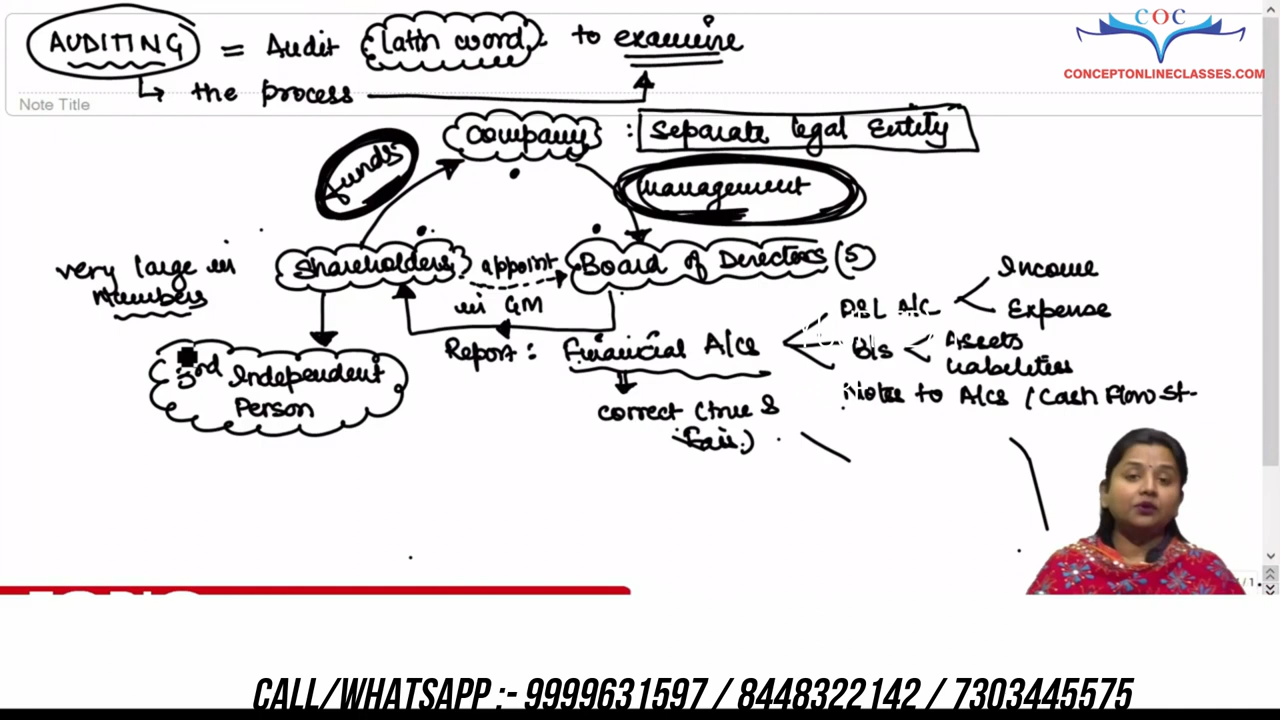 AUDITING = Audit (latin word) to examine
COC
CONCEPTONLINECLASSES.COM
the process
Note Title
Company : Separate legal Entity
funds
management
very large in numbers
Shareholders appoint in GM Board of Directors (5)
Income
Expense
P&L A/c
Report : Financial A/cs
B/s
Assets
Liabilities
3rd Independent Person
Notes to A/cs / Cash Flow St-
correct (true &
fair)
CALL/WHATSAPP :- 9999631597 / 8448322142 / 7303445575